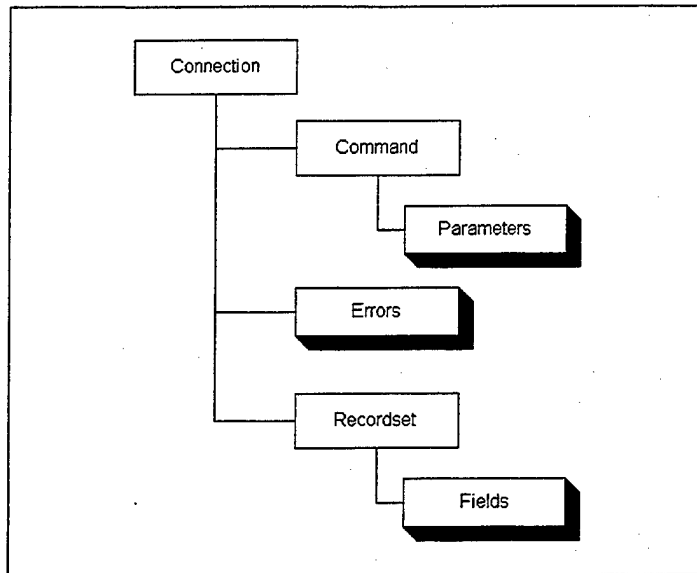 Connection
Command
Parameters
Errors
Recordset
Fields